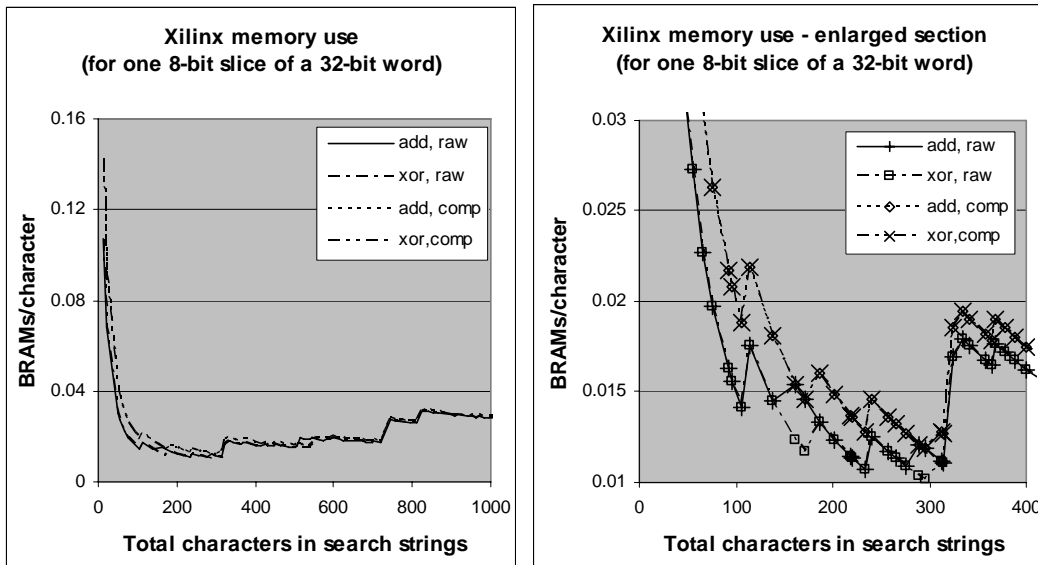 Xilinx memory use
(for one 8-bit slice of a 32-bit word)
0.16
0.12
0.08
0.04
0
BRAMs/character
add, raw
xor, raw
add, comp
xor,comp
0 200 400 600 800 1000
Total characters in search strings
Xilinx memory use - enlarged section
(for one 8-bit slice of a 32-bit word)
0.03
0.025
0.02
0.015
0.01
BRAMs/character
add, raw
xor, raw
add, comp
xor,comp
0 100 200 300 400
Total characters in search strings